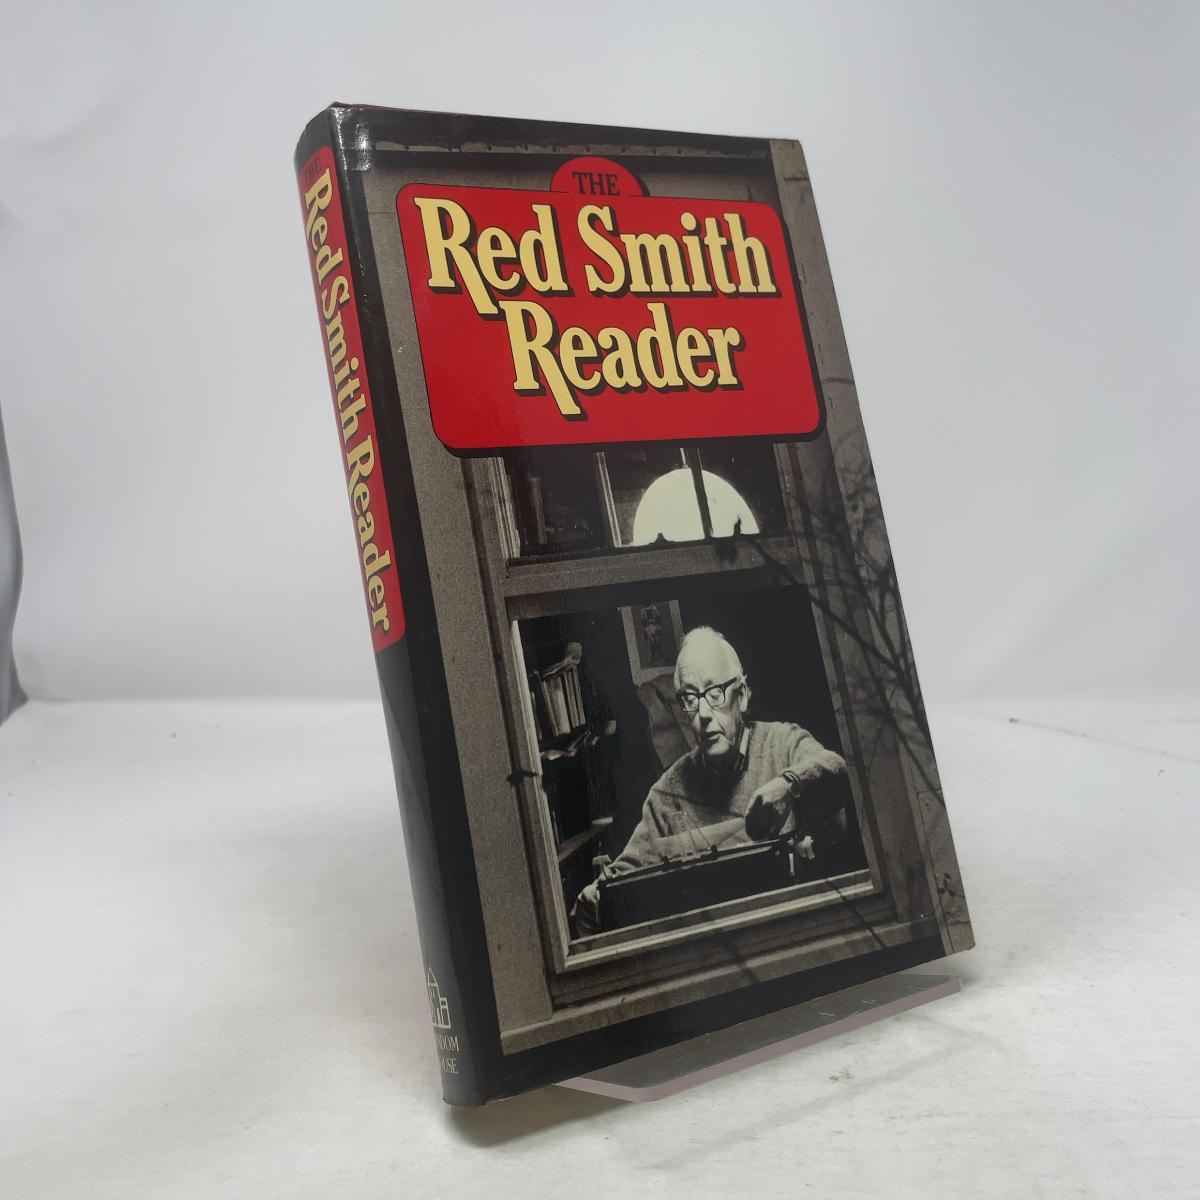 THE
Red Smith
Reader
THE
Red Smith Reader